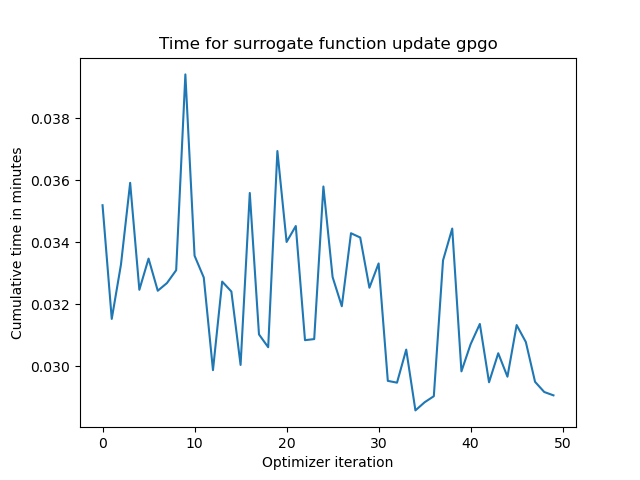 Time for surrogate function update gpgo
Cumulative time in minutes
0.038
0.036
0.034
0.032
0.030
0 10 20 30 40 50
Optimizer iteration